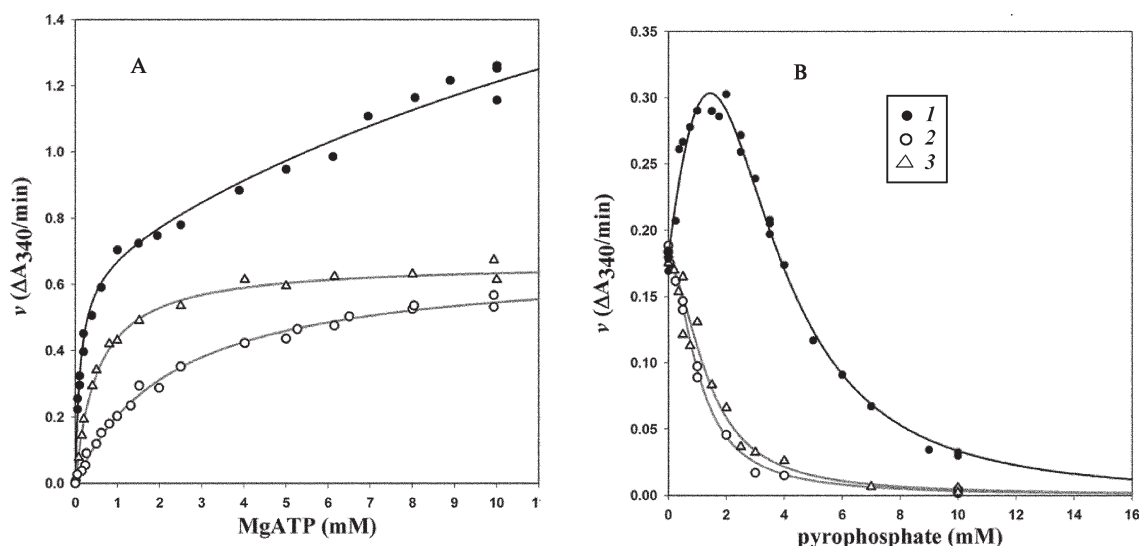 A
1.4
1.2
1.0
0.8
0.6
0.4
0.2
0.0
v (ΔA340/min)
0 1 2 3 4 5 6 7 8 9 10 11
MgATP (mM)
B
0.35
0.30
0.25
0.20
0.15
0.10
0.05
0.00
v (ΔA340/min)
1
2
3
0 2 4 6 8 10 12 14 16
pyrophosphate (mM)